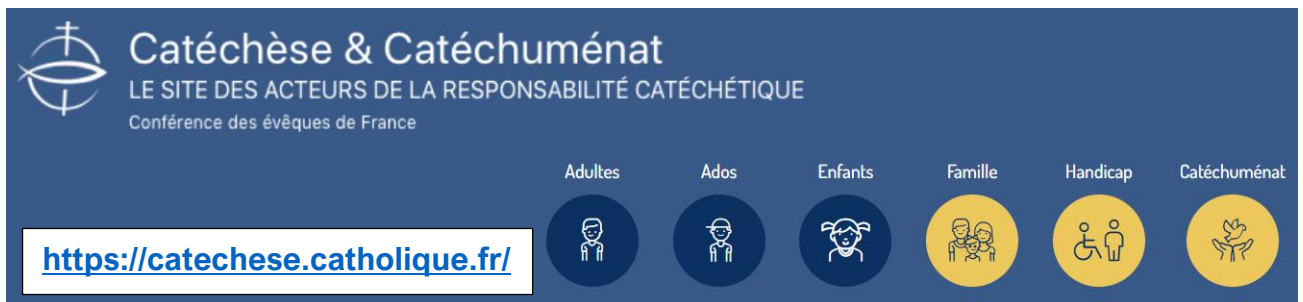 Catéchèse & Catéchuménat
LE SITE DES ACTEURS DE LA RESPONSABILITÉ CATÉCHÉTIQUE
Conférence des évêques de France
Adultes Ados Enfants Famille Handicap Catéchuménat
https://catechese.catholique.fr/